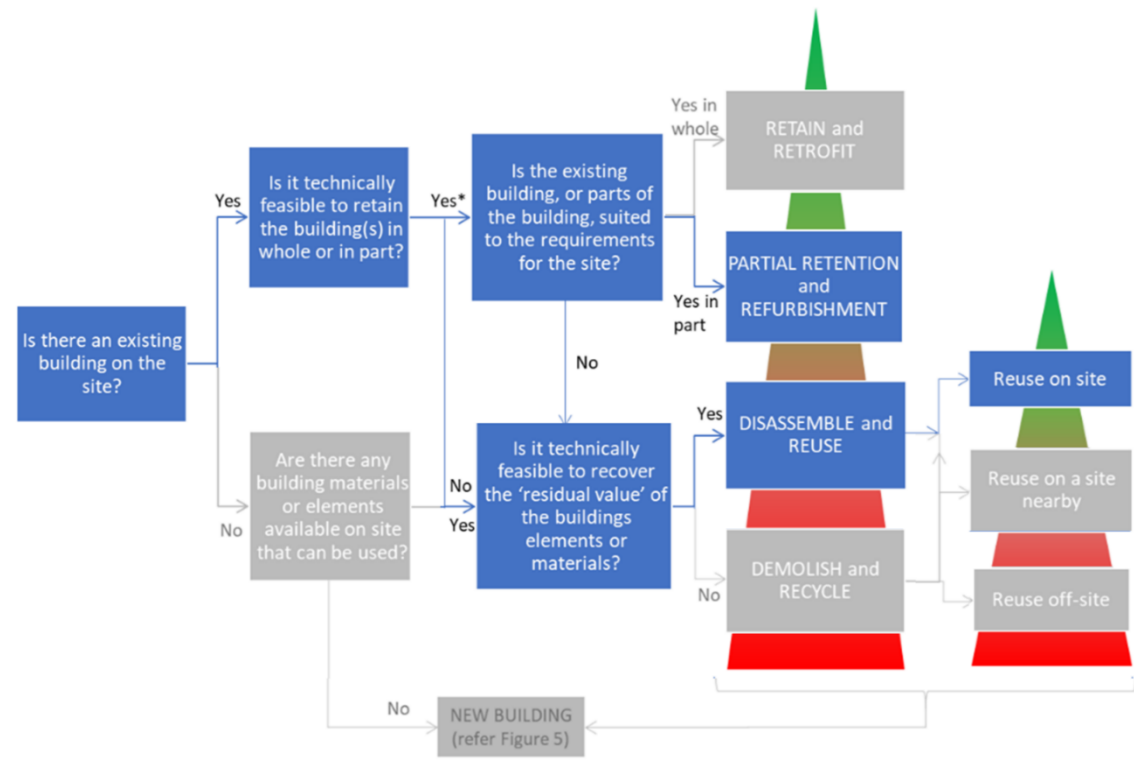 Is there an existing
building on the
site?
Yes
No
Is it technically
feasible to retain
the building(s) in
whole or in part?
Are there any
building materials
or elements
available on site
that can be used?
Yes*
No
Yes
Is the existing
building, or parts of
the building, suited
to the requirements
for the site?
No
Is it technically
feasible to recover
the ‘residual value’ of
the buildings
elements or
materials?
Yes in
whole
Yes in
part
Yes
No
RETAIN and
RETROFIT
PARTIAL RETENTION
and
REFURBISHMENT
DISASSEMBLE and
REUSE
DEMOLISH and
RECYCLE
Reuse on site
Reuse on a site
nearby
Reuse off-site
No
NEW BUILDING
(refer Figure 5)